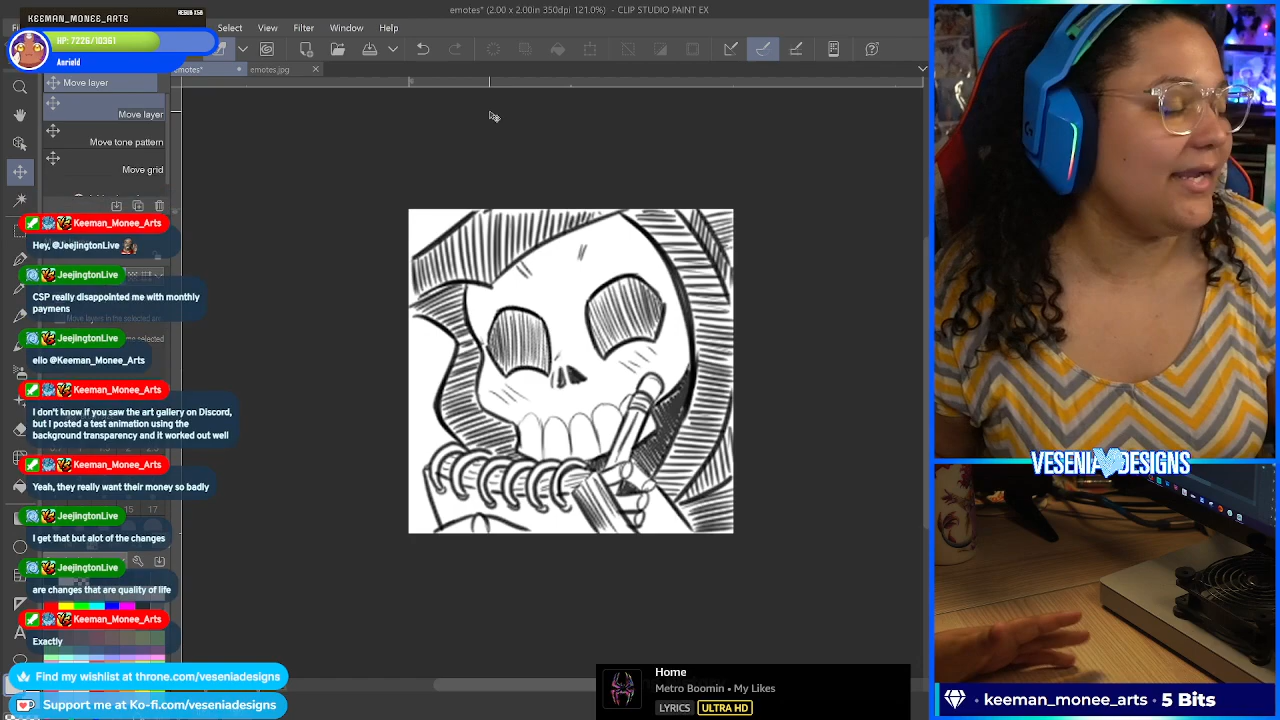 KEEMAN_MONEE_ARTS
REGUB X58
emotes* (2.00 x 2.00in 350dpi 121.0%) - CLIP STUDIO PAINT EX
HP: 7226/10361
Anrield
Select
View
Filter
Window
Help
emotes*
emotes.jpg
Move layer
Move layer
Move tone pattern
Move grid
Keeman_Monee_Arts
Hey, @JeejingtonLive
JeejingtonLive
CSP really disappointed me with monthly
paymens
JeejingtonLive
ello @Keeman_Monee_Arts
Keeman_Monee_Arts
I don't know if you saw the art gallery on Discord,
but I posted a test animation using the
background transparency and it worked out well
Keeman_Monee_Arts
Yeah, they really want their money so badly
JeejingtonLive
I get that but alot of the changes
JeejingtonLive
are changes that are quality of life
Keeman_Monee_Arts
Exactly
Find my wishlist at throne.com/veseniadesigns
Support me at Ko-fi.com/veseniadesigns
Home
Metro Boomin • My Likes
LYRICS
ULTRA HD
VESENIA DESIGNS
keeman_monee_arts • 5 Bits